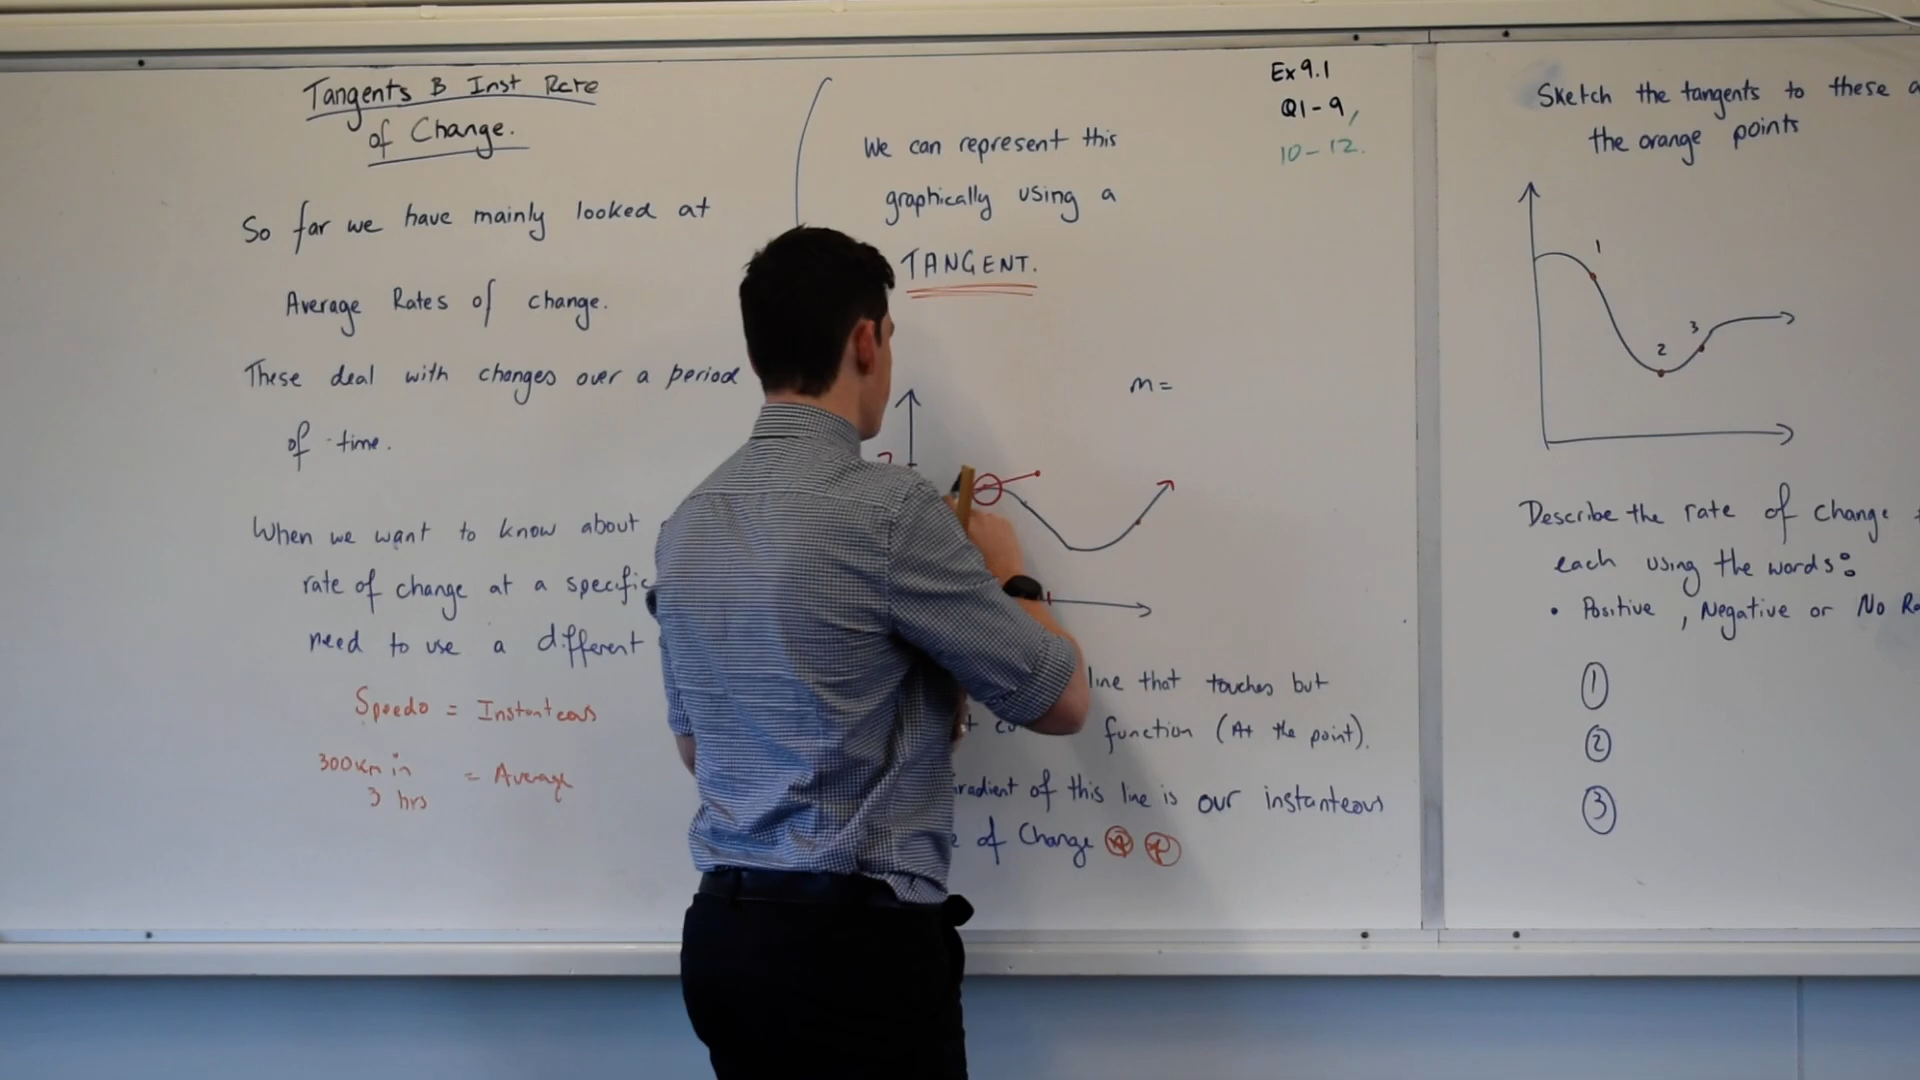 Tangents & Inst Rate
of Change.
So far we have mainly looked at
Average Rates of change.
These deal with changes over a period
of time.
When we want to know about
rate of change at a specific
need to use a different
Speedo = Instanteous
300km in
3 hrs
= Average
We can represent this
graphically using a
TANGENT.
m =
line that touches but
function (At the point).
gradient of this line is our instanteous
of Change
Ex 9.1
Q1-9,
10-12.
Sketch the tangents to these
the orange points
1
2
3
Describe the rate of change
each using the words:
• Positive, Negative or No
1
2
3